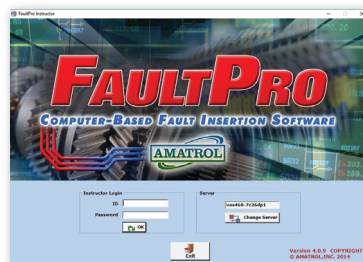 FaultPro Instructor
FAULTPRO
COMPUTER-BASED FAULT INSERTION SOFTWARE
AMATROL
Instructor Login
ID
Password
OK
Server
Change Server
Exit
Version 4.0.9 COPYRIGHT
© AMATROL,INC. 2014